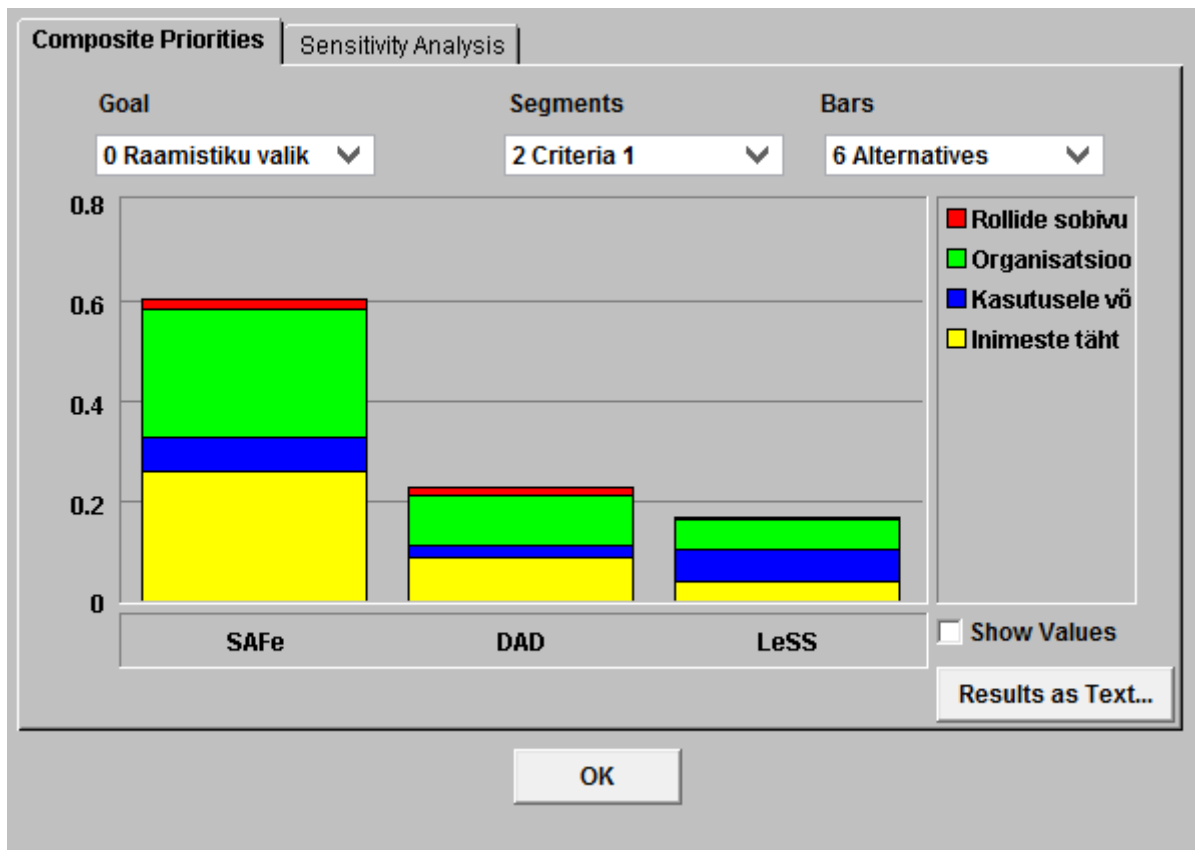 Composite Priorities Sensitivity Analysis
Goal Segments Bars
0 Raamistiku valik 2 Criteria 1 6 Alternatives
0.8
0.6
0.4
0.2
0
Rollide sobivu
Organisatsioo
Kasutusele võ
Inimeste täht
SAFe DAD LeSS
Show Values
Results as Text...
OK